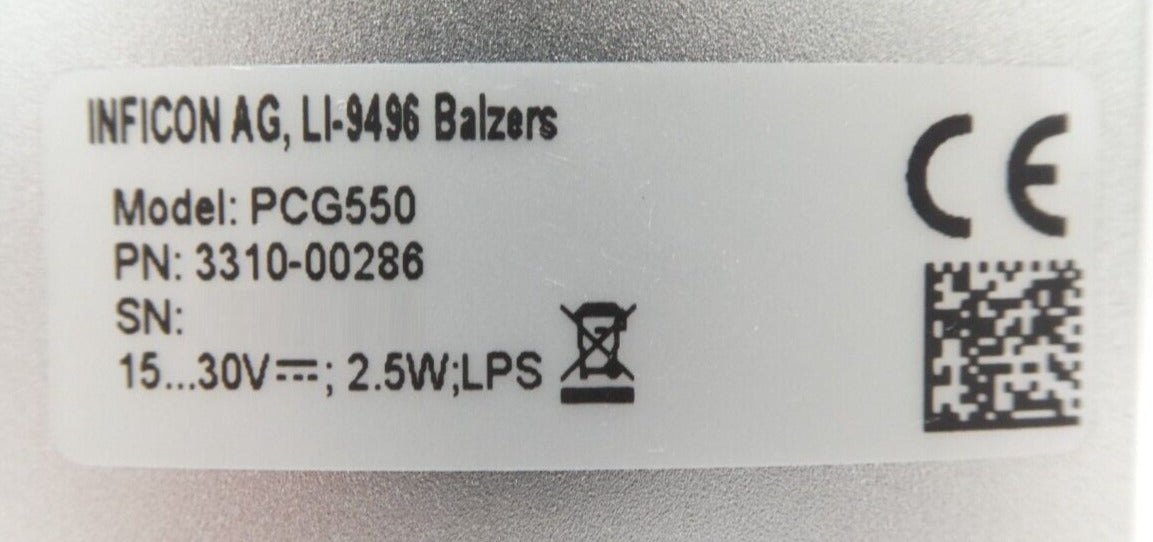 INFICON AG, LI-9496 Balzers
Model: PCG550
PN: 3310-00286
SN:
15...30V⎓; 2.5W;LPS
CE